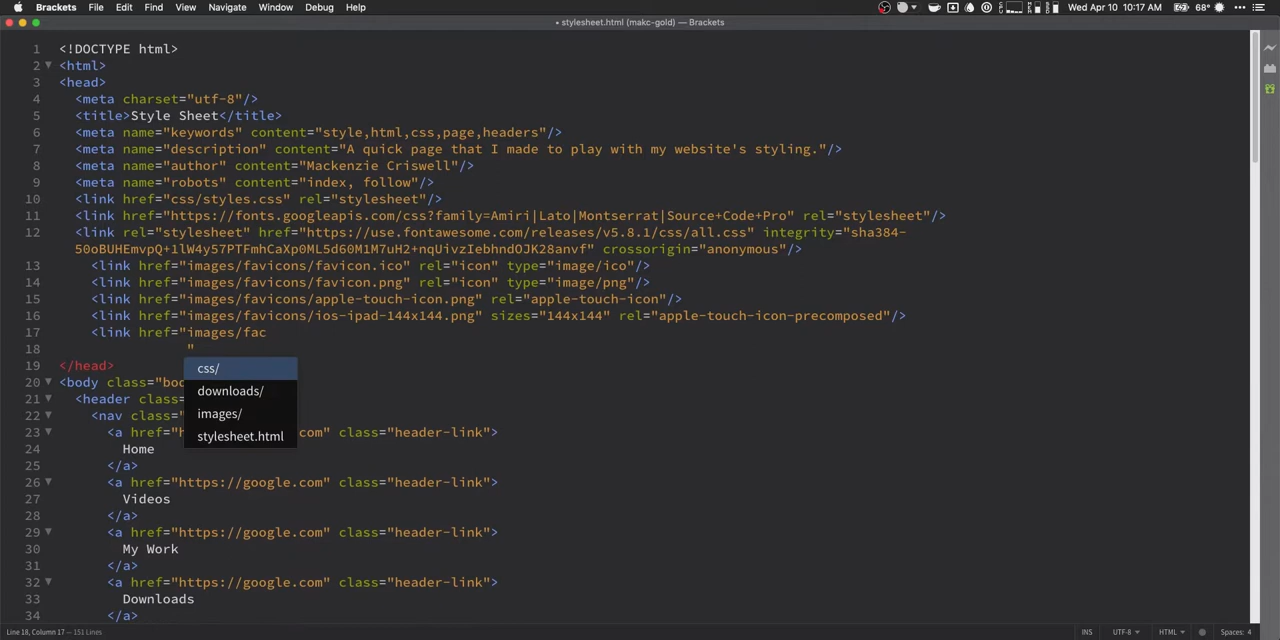 Brackets File Edit Find View Navigate Window Debug Help Wed Apr 10 10:17 AM 68°
• stylesheet.html (makc-gold) — Brackets
1 <!DOCTYPE html>
2 <html>
3 <head>
4 <meta charset="utf-8"/>
5 <title>Style Sheet</title>
6 <meta name="keywords" content="style,html,css,page,headers"/>
7 <meta name="description" content="A quick page that I made to play with my website's styling."/>
8 <meta name="author" content="Mackenzie Criswell"/>
9 <meta name="robots" content="index, follow"/>
10 <link href="css/styles.css" rel="stylesheet"/>
11 <link href="https://fonts.googleapis.com/css?family=Amiri|Lato|Montserrat|Source+Code+Pro" rel="stylesheet"/>
12 <link rel="stylesheet" href="https://use.fontawesome.com/releases/v5.8.1/css/all.css" integrity="sha384-
50oBUHEmvpQ+1lW4y57PTFmhCaXp0ML5d60M1M7uH2+nqUivzIebhndOJK28anvf" crossorigin="anonymous"/>
13 <link href="images/favicons/favicon.ico" rel="icon" type="image/ico"/>
14 <link href="images/favicons/favicon.png" rel="icon" type="image/png"/>
15 <link href="images/favicons/apple-touch-icon.png" rel="apple-touch-icon"/>
16 <link href="images/favicons/ios-ipad-144x144.png" sizes="144x144" rel="apple-touch-icon-precomposed"/>
17 <link href="images/fac
18 "
19 </head>
css/
20 <body class="boo
downloads/
21 <header class=
22 <nav class="
images/
23 <a href="h .com" class="header-link">
stylesheet.html
24 Home
25 </a>
26 <a href="https://google.com" class="header-link">
27 Videos
28 </a>
29 <a href="https://google.com" class="header-link">
30 My Work
31 </a>
32 <a href="https://google.com" class="header-link">
33 Downloads
34 </a>
Line 18, Column 17 — 151 Lines INS UTF-8 HTML Spaces: 4